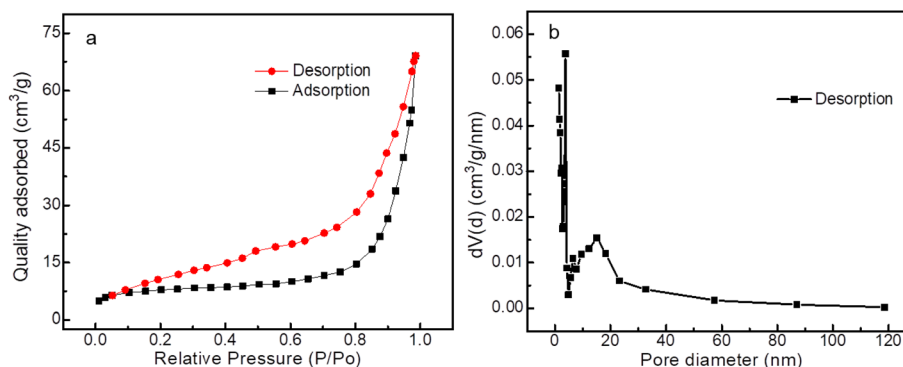 a
Desorption
Adsorption
75
60
45
30
15
0
0.0 0.2 0.4 0.6 0.8 1.0
Quality adsorbed (cm³/g)
Relative Pressure (P/Po)
b
Desorption
0.06
0.05
0.04
0.03
0.02
0.01
0.00
0 20 40 60 80 100 120
dV(d) (cm³/g/nm)
Pore diameter (nm)